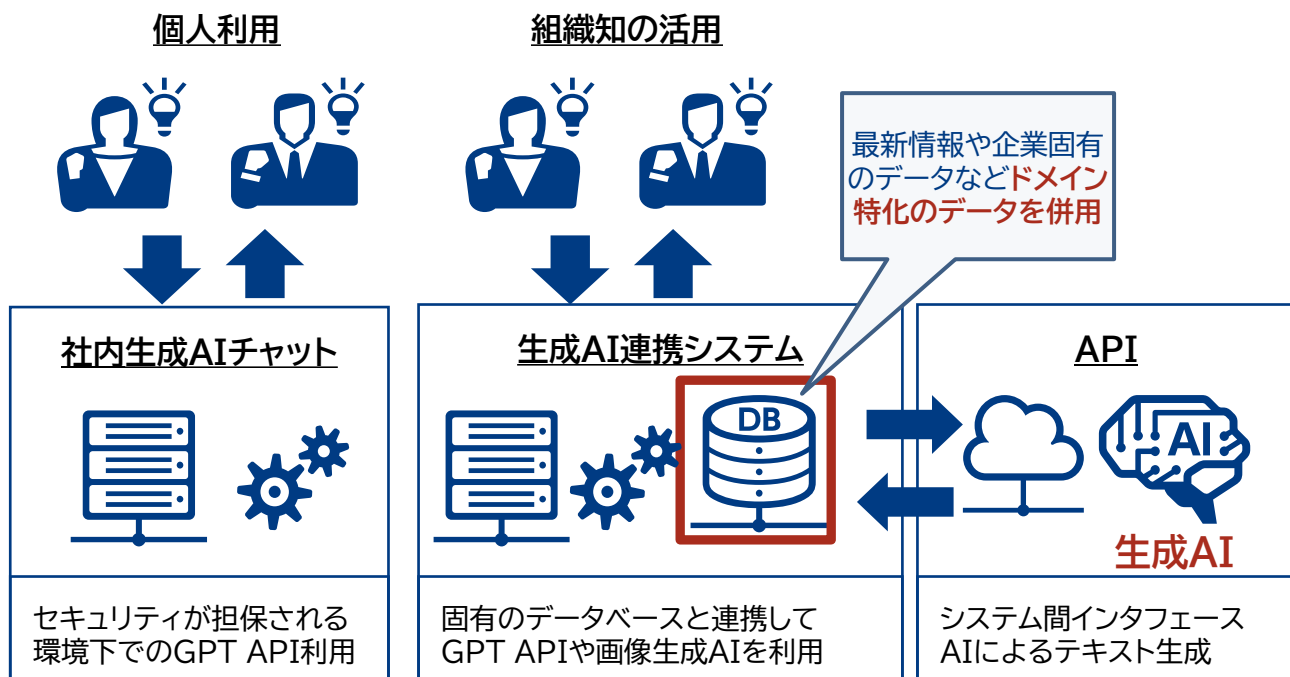 個人利用
組織知の活用
最新情報や企業固有
のデータなどドメイン
特化のデータを併用
社内生成AIチャット
生成AI連携システム
DB
API
AI
生成AI
セキュリティが担保される
環境下でのGPT API利用
固有のデータベースと連携して
GPT APIや画像生成AIを利用
システム間インタフェース
AIによるテキスト生成